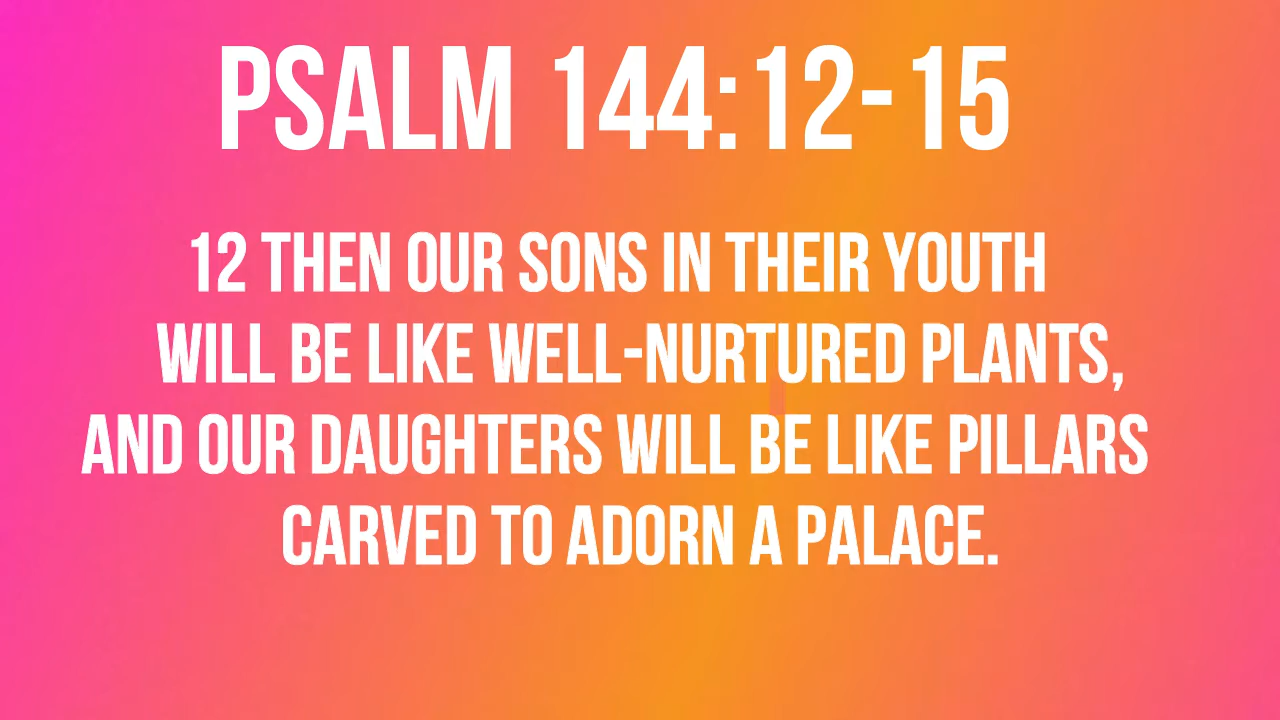 PSALM 144:12-15
12 THEN OUR SONS IN THEIR YOUTH
WILL BE LIKE WELL-NURTURED PLANTS,
AND OUR DAUGHTERS WILL BE LIKE PILLARS
CARVED TO ADORN A PALACE.